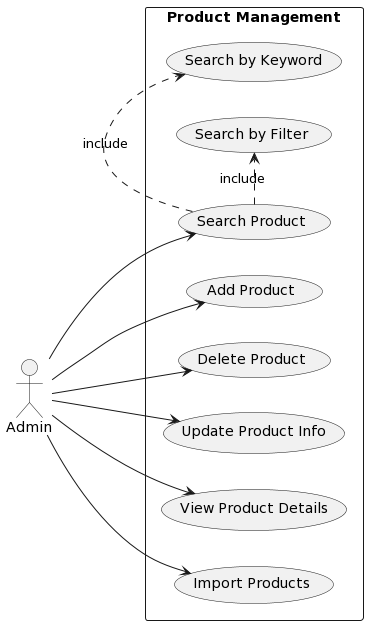 Product Management
Search by Keyword
Search by Filter
include
include
Search Product
Add Product
Delete Product
Admin
Update Product Info
View Product Details
Import Products